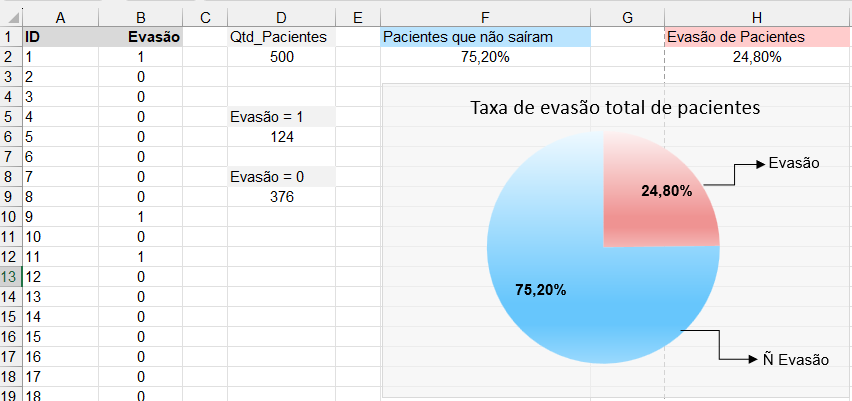 A B C D E F G H
1 ID Evasão Qtd_Pacientes Pacientes que não saíram Evasão de Pacientes
2 1 1 500 75,20% 24,80%
3 2 0
4 3 0
5 4 0 Evasão = 1
6 5 0 124
7 6 0
8 7 0 Evasão = 0
9 8 0 376
10 9 1
11 10 0
12 11 1
13 12 0
14 13 0
15 14 0
16 15 0
17 16 0
18 17 0
19 18 0
Taxa de evasão total de pacientes
Evasão
24,80%
75,20%
Ñ Evasão